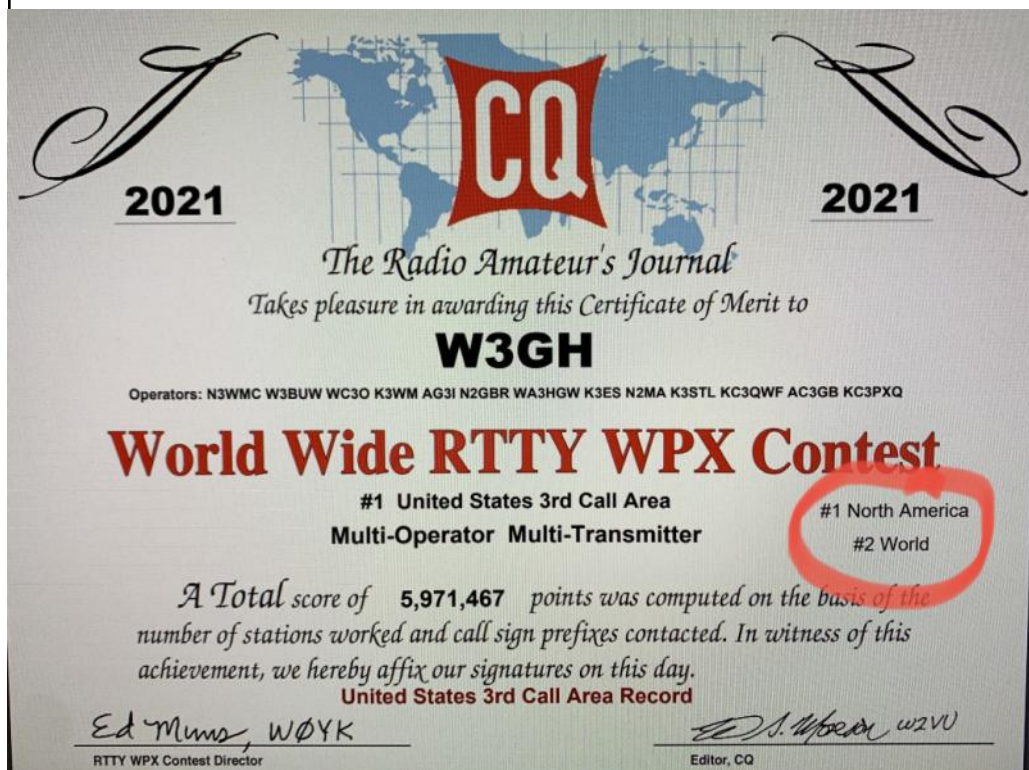 CQ
2021
2021
The Radio Amateur's Journal
Takes pleasure in awarding this Certificate of Merit to
W3GH
Operators: N3WMC W3BUW WC3O K3WM AG3I N2GBR WA3HGW K3ES N2MA K3STL KC3QWF AC3GB KC3PXQ
World Wide RTTY WPX Contest
#1 United States 3rd Call Area
#1 North America
Multi-Operator Multi-Transmitter
#2 World
A Total score of 5,971,467 points was computed on the basis of the
number of stations worked and call sign prefixes contacted. In witness of this
achievement, we hereby affix our signatures on this day.
United States 3rd Call Area Record
Ed Muns, WØYK
W2VU
RTTY WPX Contest Director
Editor, CQ